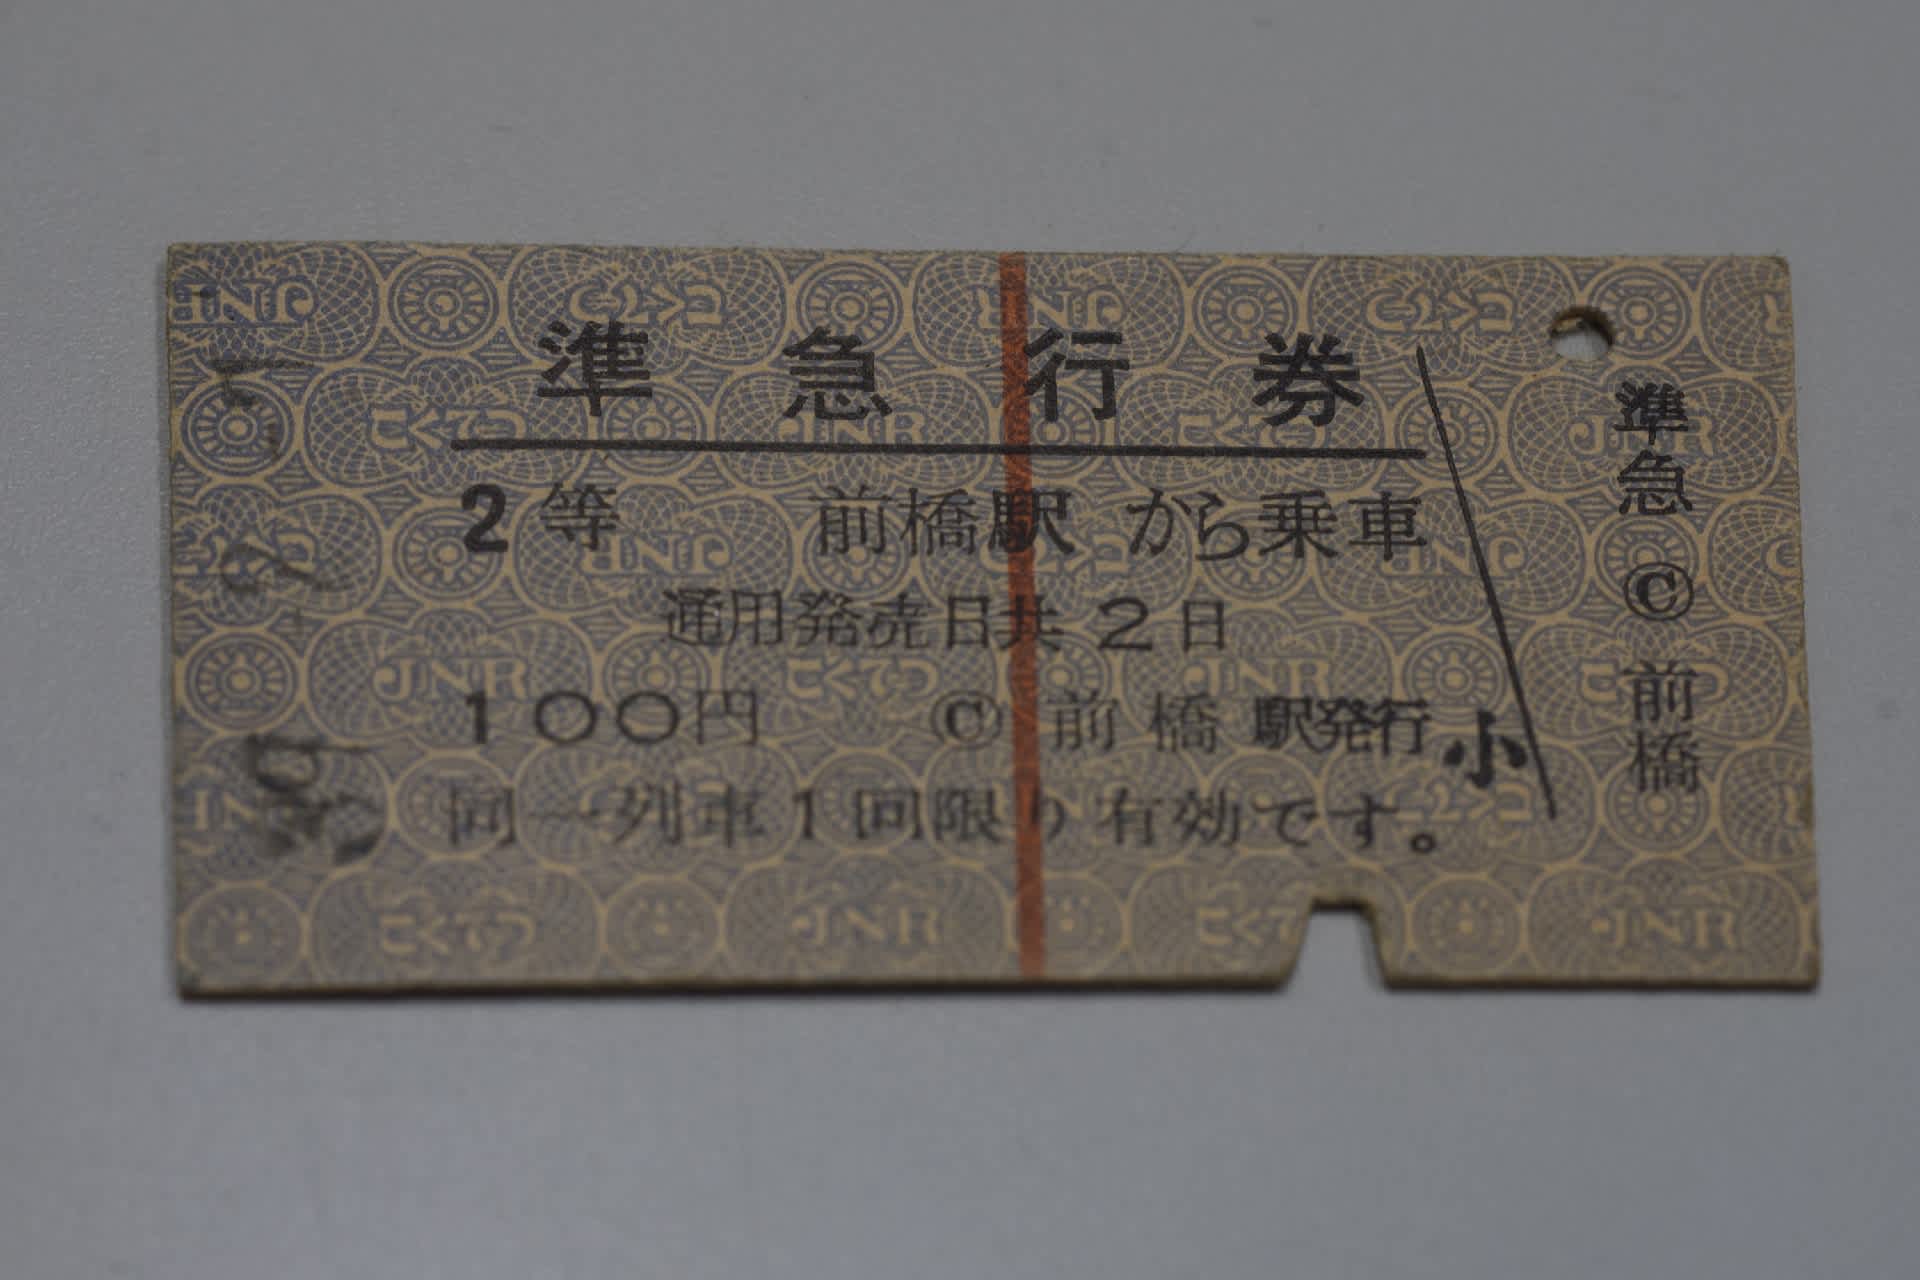 準急行券
2等 前橋駅から乗車
通用発売日共2日
100円 Ⓒ前橋駅発行
小
同一列車1回限り有効です。
準急 Ⓒ 前橋